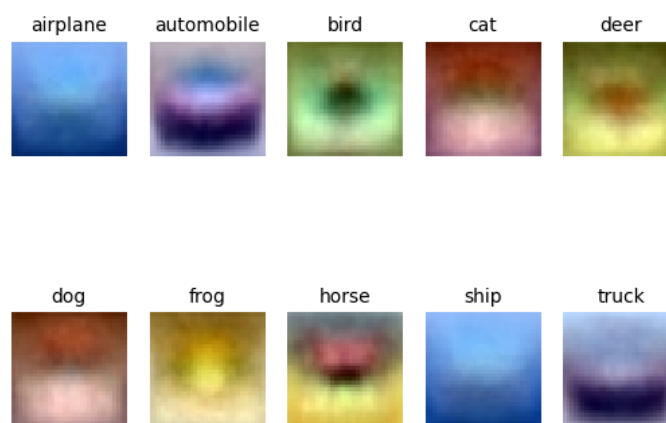 airplane automobile bird cat deer
dog frog horse ship truck